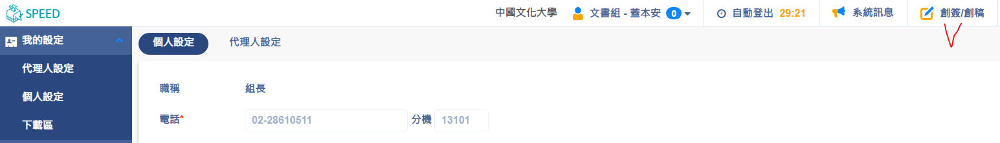 SPEED
中國文化大學 文書組 - 蓋本安 0 自動登出 29:21 系統訊息 創簽/創稿
我的設定
代理人設定
個人設定
下載區
個人設定 代理人設定
職稱 組長
電話* 02-28610511 分機 13101